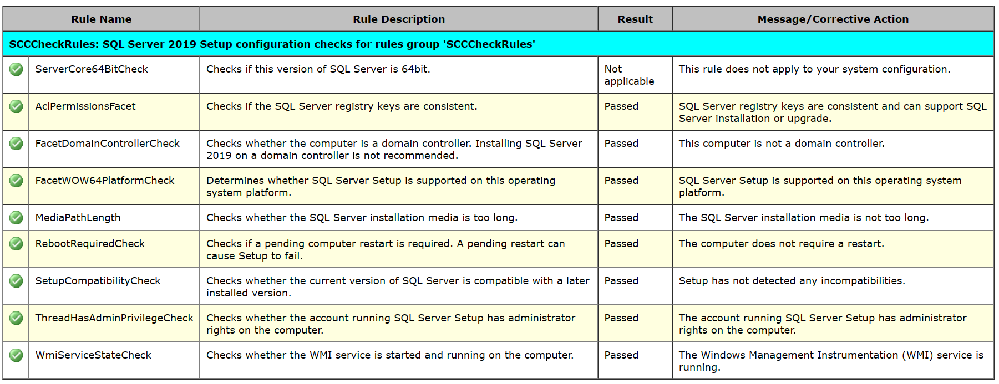 Rule Name Rule Description Result Message/Corrective Action
SCCCheckRules: SQL Server 2019 Setup configuration checks for rules group 'SCCCheckRules'
ServerCore64BitCheck Checks if this version of SQL Server is 64bit. Not This rule does not apply to your system configuration.
applicable
AclPermissionsFacet Checks if the SQL Server registry keys are consistent. Passed SQL Server registry keys are consistent and can support SQL
Server installation or upgrade.
FacetDomainControllerCheck Checks whether the computer is a domain controller. Installing SQL Server Passed This computer is not a domain controller.
2019 on a domain controller is not recommended.
FacetWOW64PlatformCheck Determines whether SQL Server Setup is supported on this operating Passed SQL Server Setup is supported on this operating system
system platform. platform.
MediaPathLength Checks whether the SQL Server installation media is too long. Passed The SQL Server installation media is not too long.
RebootRequiredCheck Checks if a pending computer restart is required. A pending restart can Passed The computer does not require a restart.
cause Setup to fail.
SetupCompatibilityCheck Checks whether the current version of SQL Server is compatible with a later Passed Setup has not detected any incompatibilities.
installed version.
ThreadHasAdminPrivilegeCheck Checks whether the account running SQL Server Setup has administrator Passed The account running SQL Server Setup has administrator
rights on the computer. rights on the computer.
WmiServiceStateCheck Checks whether the WMI service is started and running on the computer. Passed The Windows Management Instrumentation (WMI) service is
running.